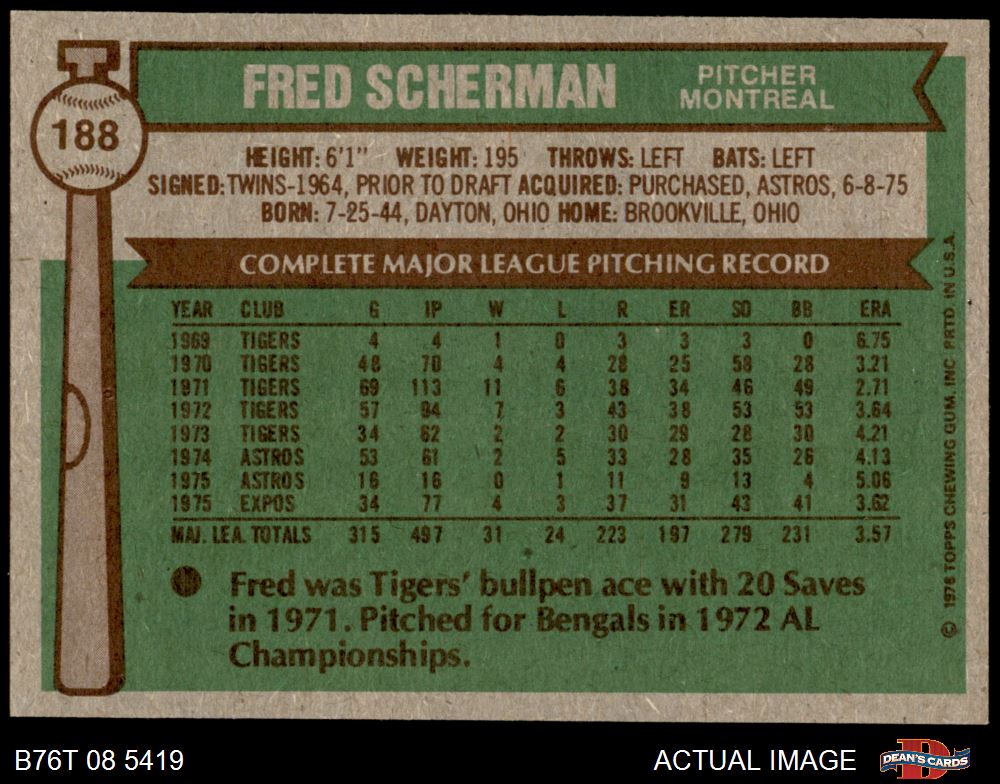 188
FRED SCHERMAN
PITCHER
MONTREAL
HEIGHT: 6'1" WEIGHT: 195 THROWS: LEFT BATS: LEFT
SIGNED: TWINS-1964, PRIOR TO DRAFT ACQUIRED: PURCHASED, ASTROS, 6-8-75
BORN: 7-25-44, DAYTON, OHIO HOME: BROOKVILLE, OHIO
COMPLETE MAJOR LEAGUE PITCHING RECORD
YEAR CLUB G IP W L R ER SO BB ERA
1969 TIGERS 4 4 1 0 3 3 3 0 6.75
1970 TIGERS 48 70 4 4 28 25 58 28 3.21
1971 TIGERS 69 113 11 6 38 34 46 49 2.71
1972 TIGERS 57 94 7 3 43 38 53 53 3.64
1973 TIGERS 34 62 2 2 30 29 28 30 4.21
1974 ASTROS 53 61 2 5 33 28 35 26 4.13
1975 ASTROS 16 16 0 1 11 9 13 4 5.06
1975 EXPOS 34 77 4 3 37 31 43 41 3.62
MAJ. LEA. TOTALS 315 497 31 24 223 197 279 231 3.57
Fred was Tigers' bullpen ace with 20 Saves
in 1971. Pitched for Bengals in 1972 AL
Championships.
© 1976 TOPPS CHEWING GUM, INC PRTD. IN U.S.A.
B76T 08 5419
ACTUAL IMAGE
DEAN'S CARDS